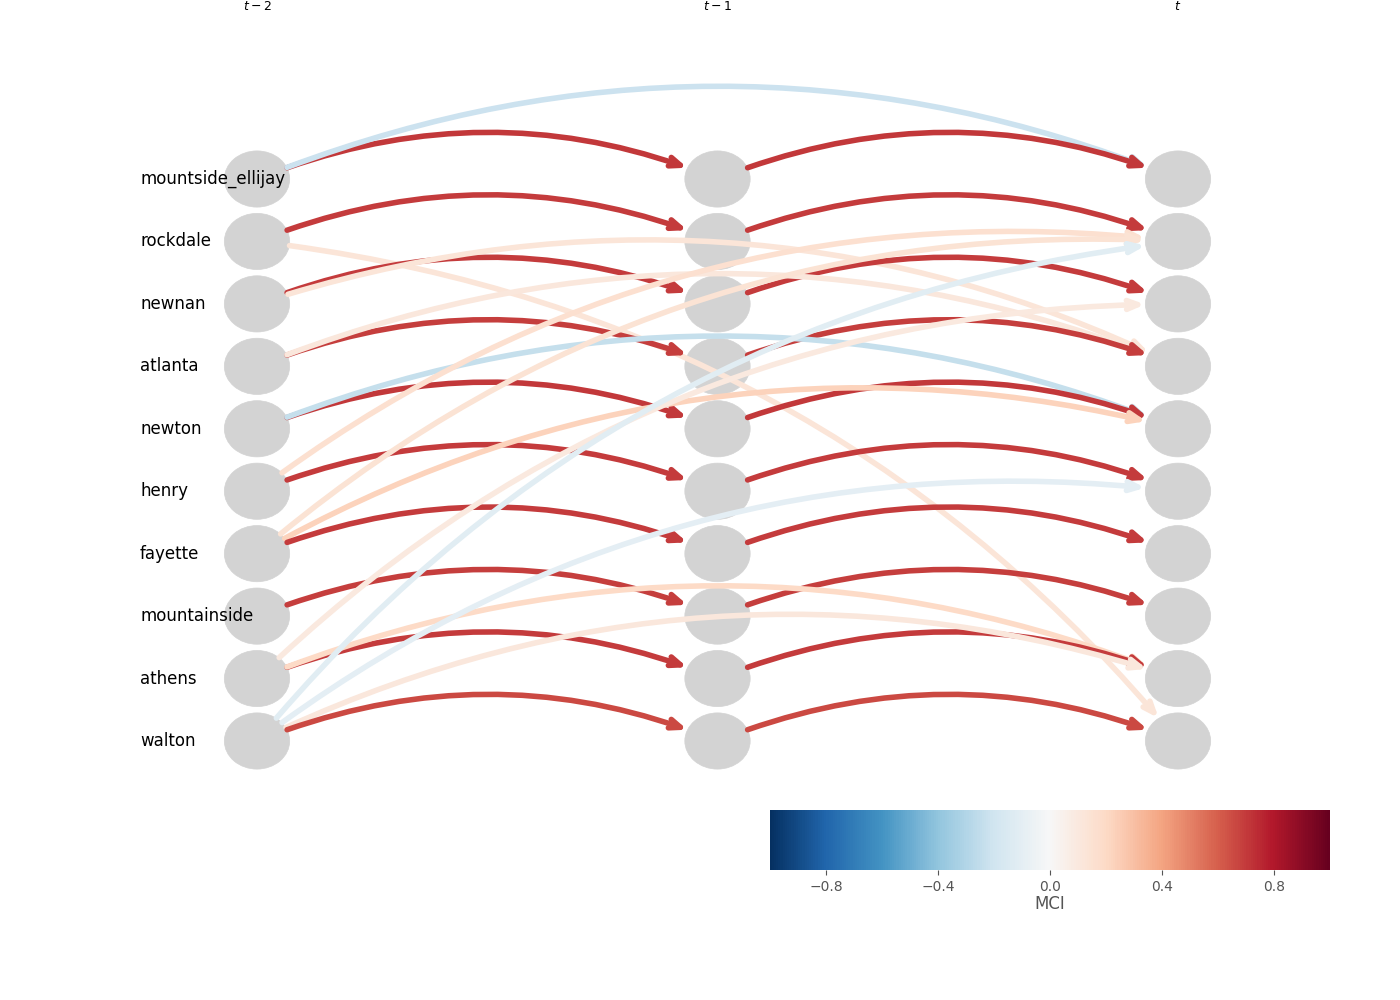 t − 2 t − 1 t
mountside_ellijay
rockdale
newnan
atlanta
newton
henry
fayette
mountainside
athens
walton
−0.8 −0.4 0.0 0.4 0.8
MCI